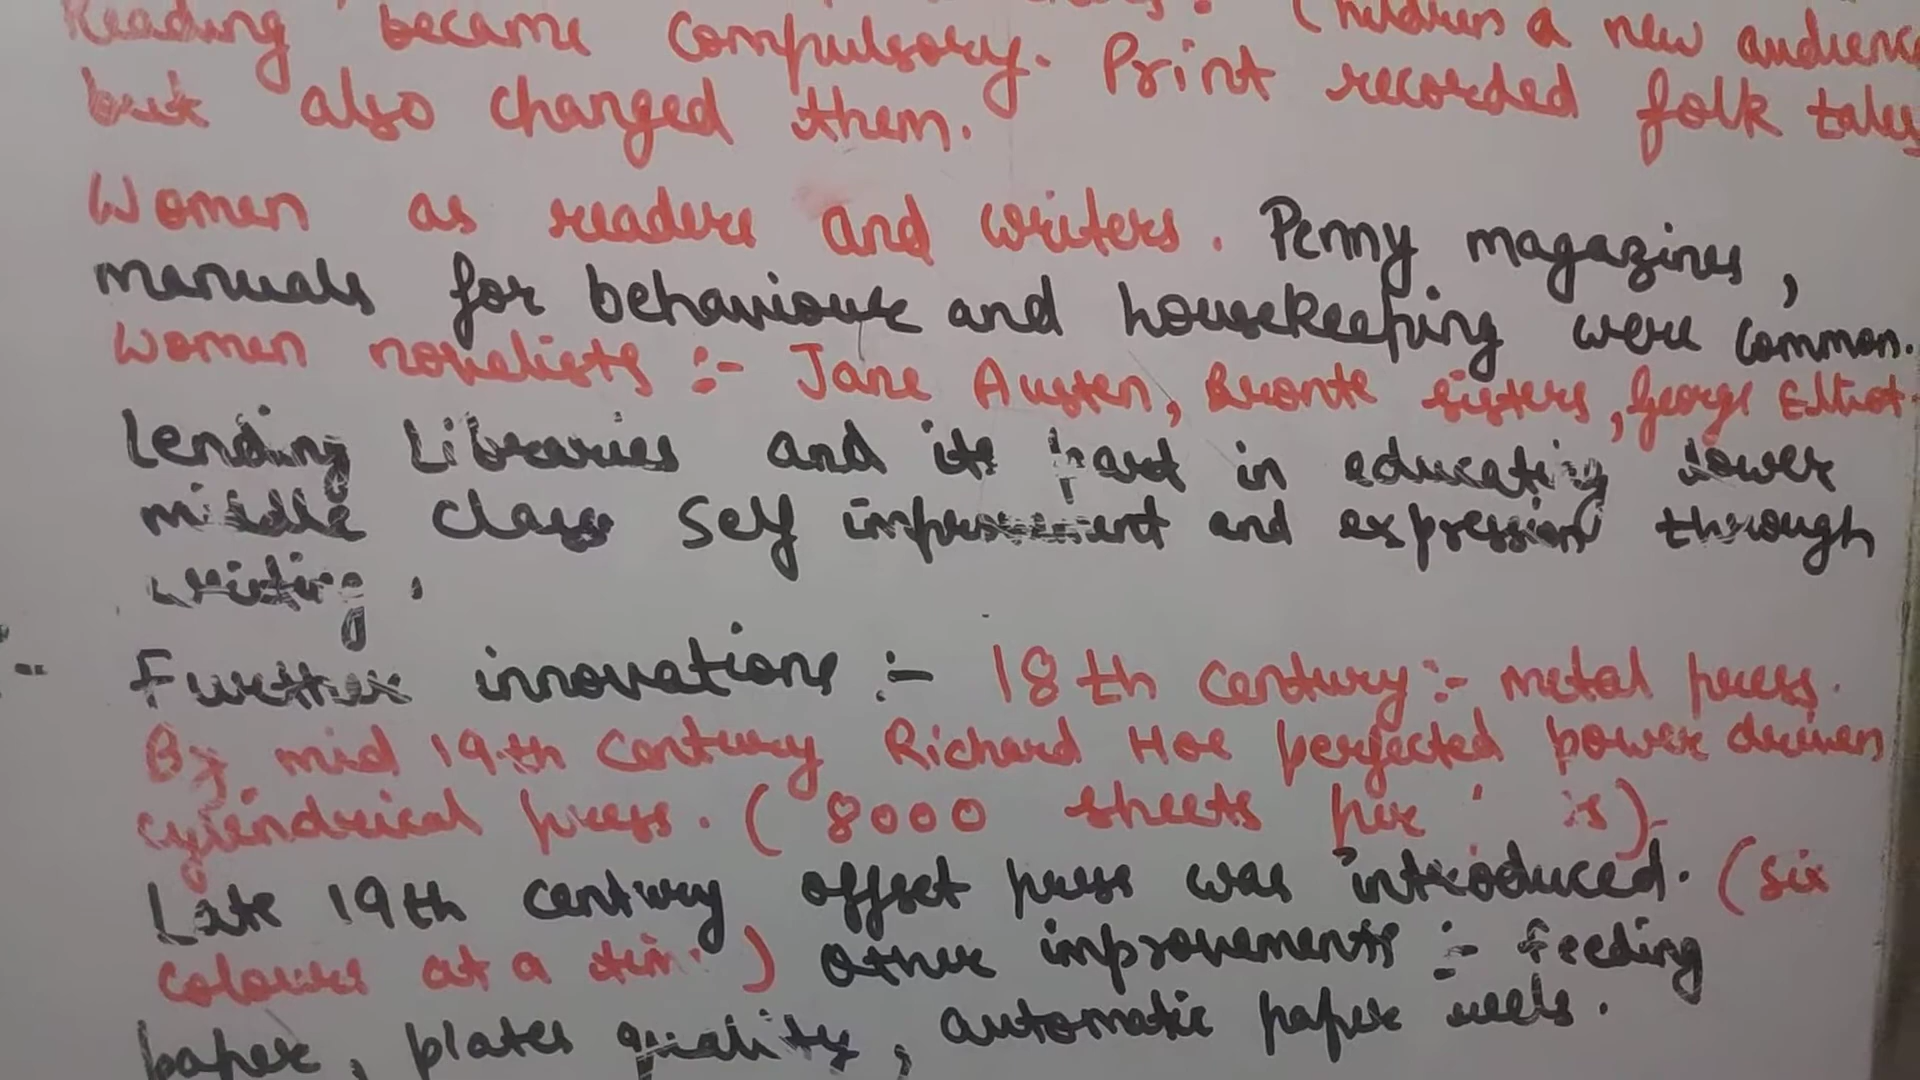 Reading became compulsory. Children a new audience
but also changed them. Print recorded folk tales
Women as readers and writers. Penny magazines,
manuals for behaviour and housekeeping were common.
Women novelists :- Jane Austen, Bronte sisters, George Elliot.
Lending Libraries and its part in educating lower
middle class Self improvement and expression through
writing.
Further innovations :- 18th century :- metal press.
By mid 19th century Richard Hoe perfected power driven
cylindrical press. (8000 sheets per
Late 19th century offset press was introduced. (six
colours at a time) other improvements :- feeding
paper, plates quality, automatic paper reels.